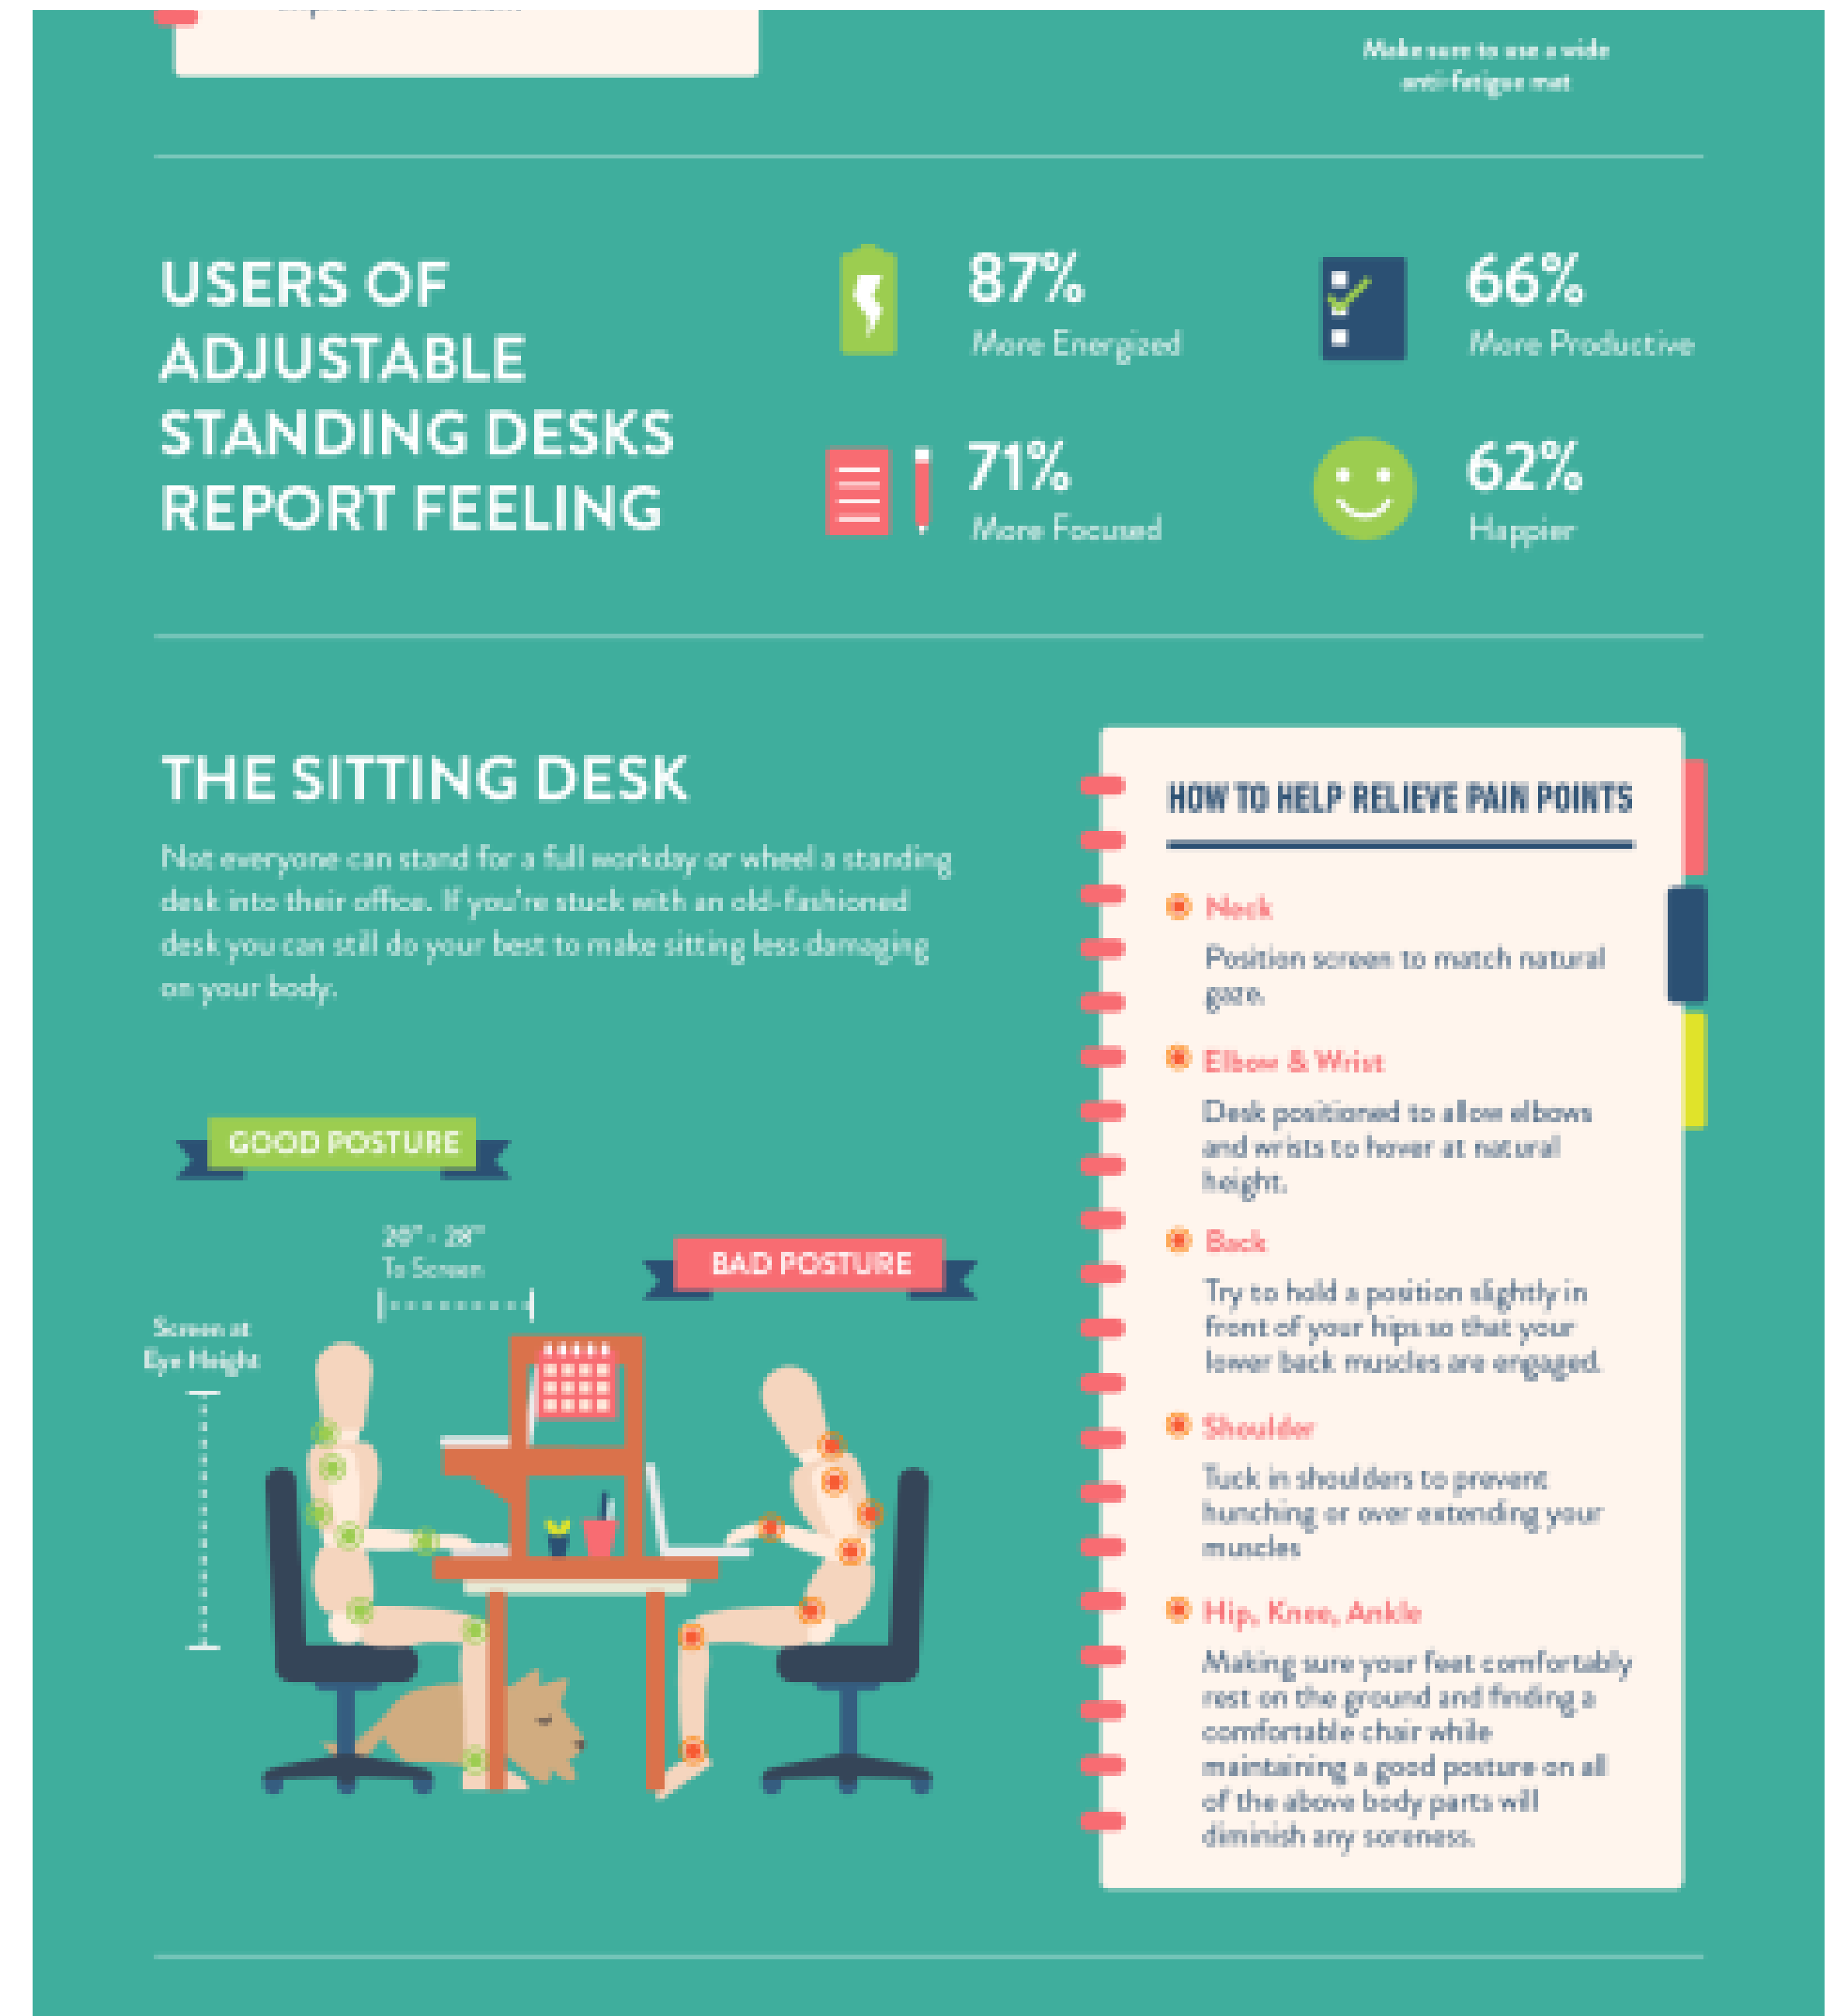 Make sure to use a wide
anti-fatigue mat
USERS OF
ADJUSTABLE
STANDING DESKS
REPORT FEELING
87%
More Energized
66%
More Productive
71%
More Focused
62%
Happier
THE SITTING DESK
Not everyone can stand for a full workday or wheel a standing
desk into their office. If you're stuck with an old-fashioned
desk you can still do your best to make sitting less damaging
on your body.
GOOD POSTURE
20" - 28"
To Screen
BAD POSTURE
Screen at
Eye Height
HOW TO HELP RELIEVE PAIN POINTS
Neck
Position screen to match natural
gaze.
Elbow & Wrist
Desk positioned to allow elbows
and wrists to hover at natural
height.
Back
Try to hold a position slightly in
front of your hips so that your
lower back muscles are engaged.
Shoulder
Tuck in shoulders to prevent
hunching or over extending your
muscles
Hip, Knee, Ankle
Making sure your feet comfortably
rest on the ground and finding a
comfortable chair while
maintaining a good posture on all
of the above body parts will
diminish any soreness.